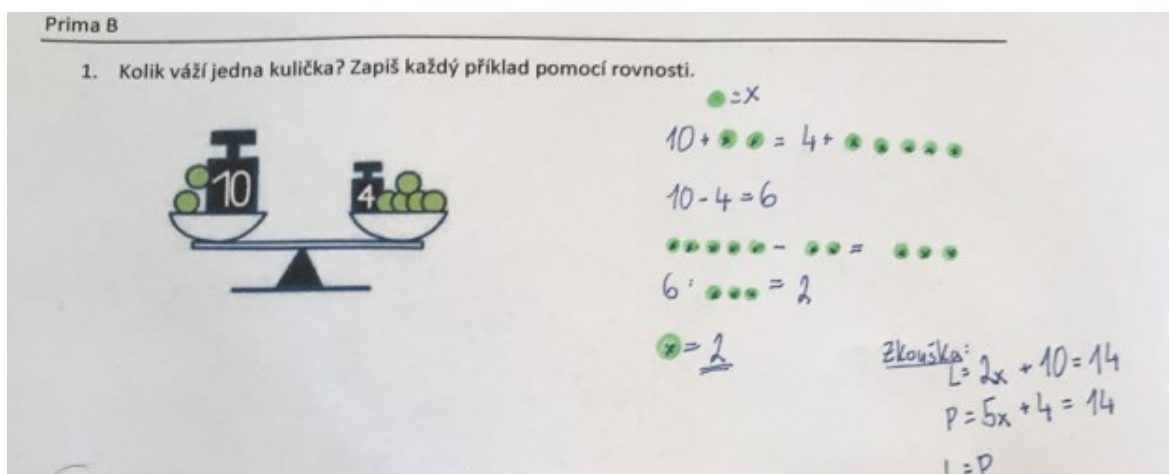 Prima B
1. Kolik váží jedna kulička? Zapiš každý příklad pomocí rovnosti.
10
4
= x
10 + = 4 +
10 - 4 = 6
- =
6 : = 2
x = 2
Zkouška:
L = 2x + 10 = 14
P = 5x + 4 = 14
L = P